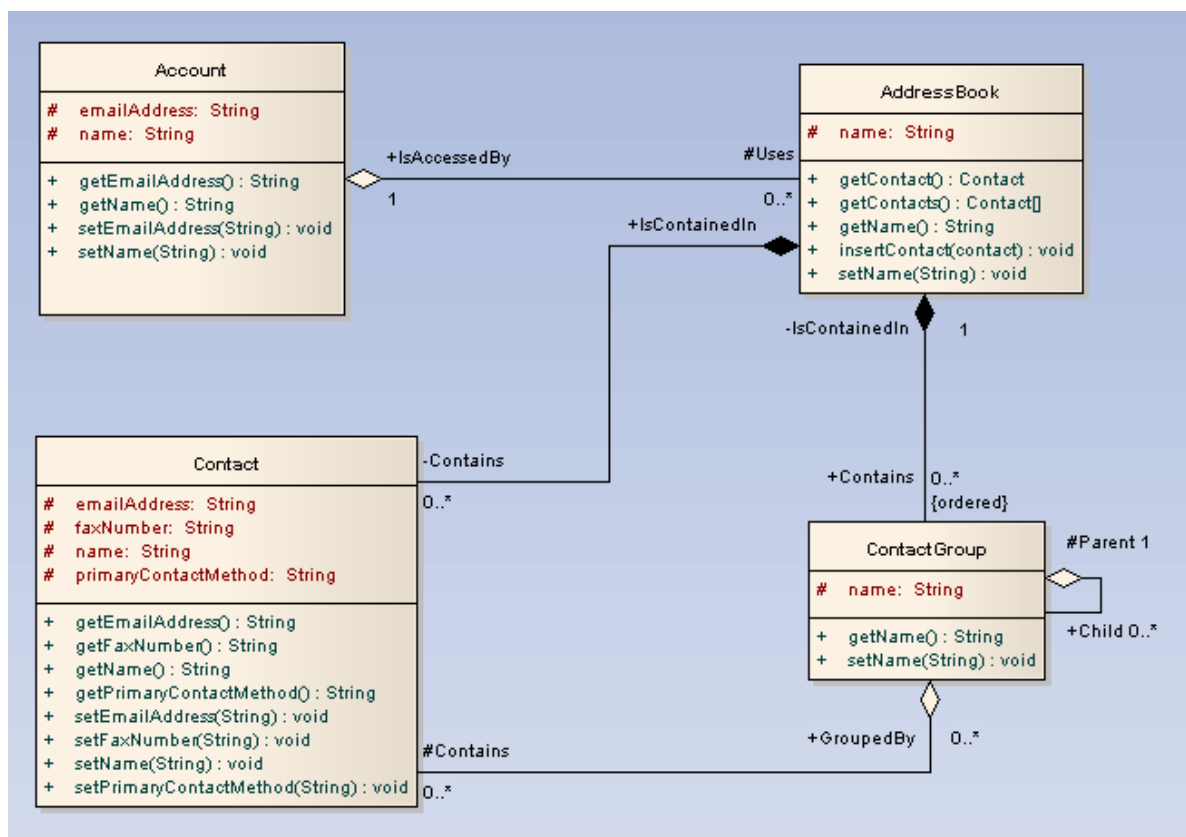 Account
# emailAddress: String
# name: String
+ getEmailAddress() : String
+ getName() : String
+ setEmailAddress(String) : void
+ setName(String) : void
+IsAccessedBy
1
#Uses
0..*
AddressBook
# name: String
+ getContact() : Contact
+ getContacts() : Contact[]
+ getName() : String
+ insertContact(contact) : void
+ setName(String) : void
+IsContainedIn
-IsContainedIn
1
+Contains
0..*
{ordered}
-Contains
0..*
Contact
# emailAddress: String
# faxNumber: String
# name: String
# primaryContactMethod: String
+ getEmailAddress() : String
+ getFaxNumber() : String
+ getName() : String
+ getPrimaryContactMethod() : String
+ setEmailAddress(String) : void
+ setFaxNumber(String) : void
+ setName(String) : void
+ setPrimaryContactMethod(String) : void
ContactGroup
# name: String
+ getName() : String
+ setName(String) : void
#Parent 1
+Child 0..*
+GroupedBy
0..*
#Contains
0..*